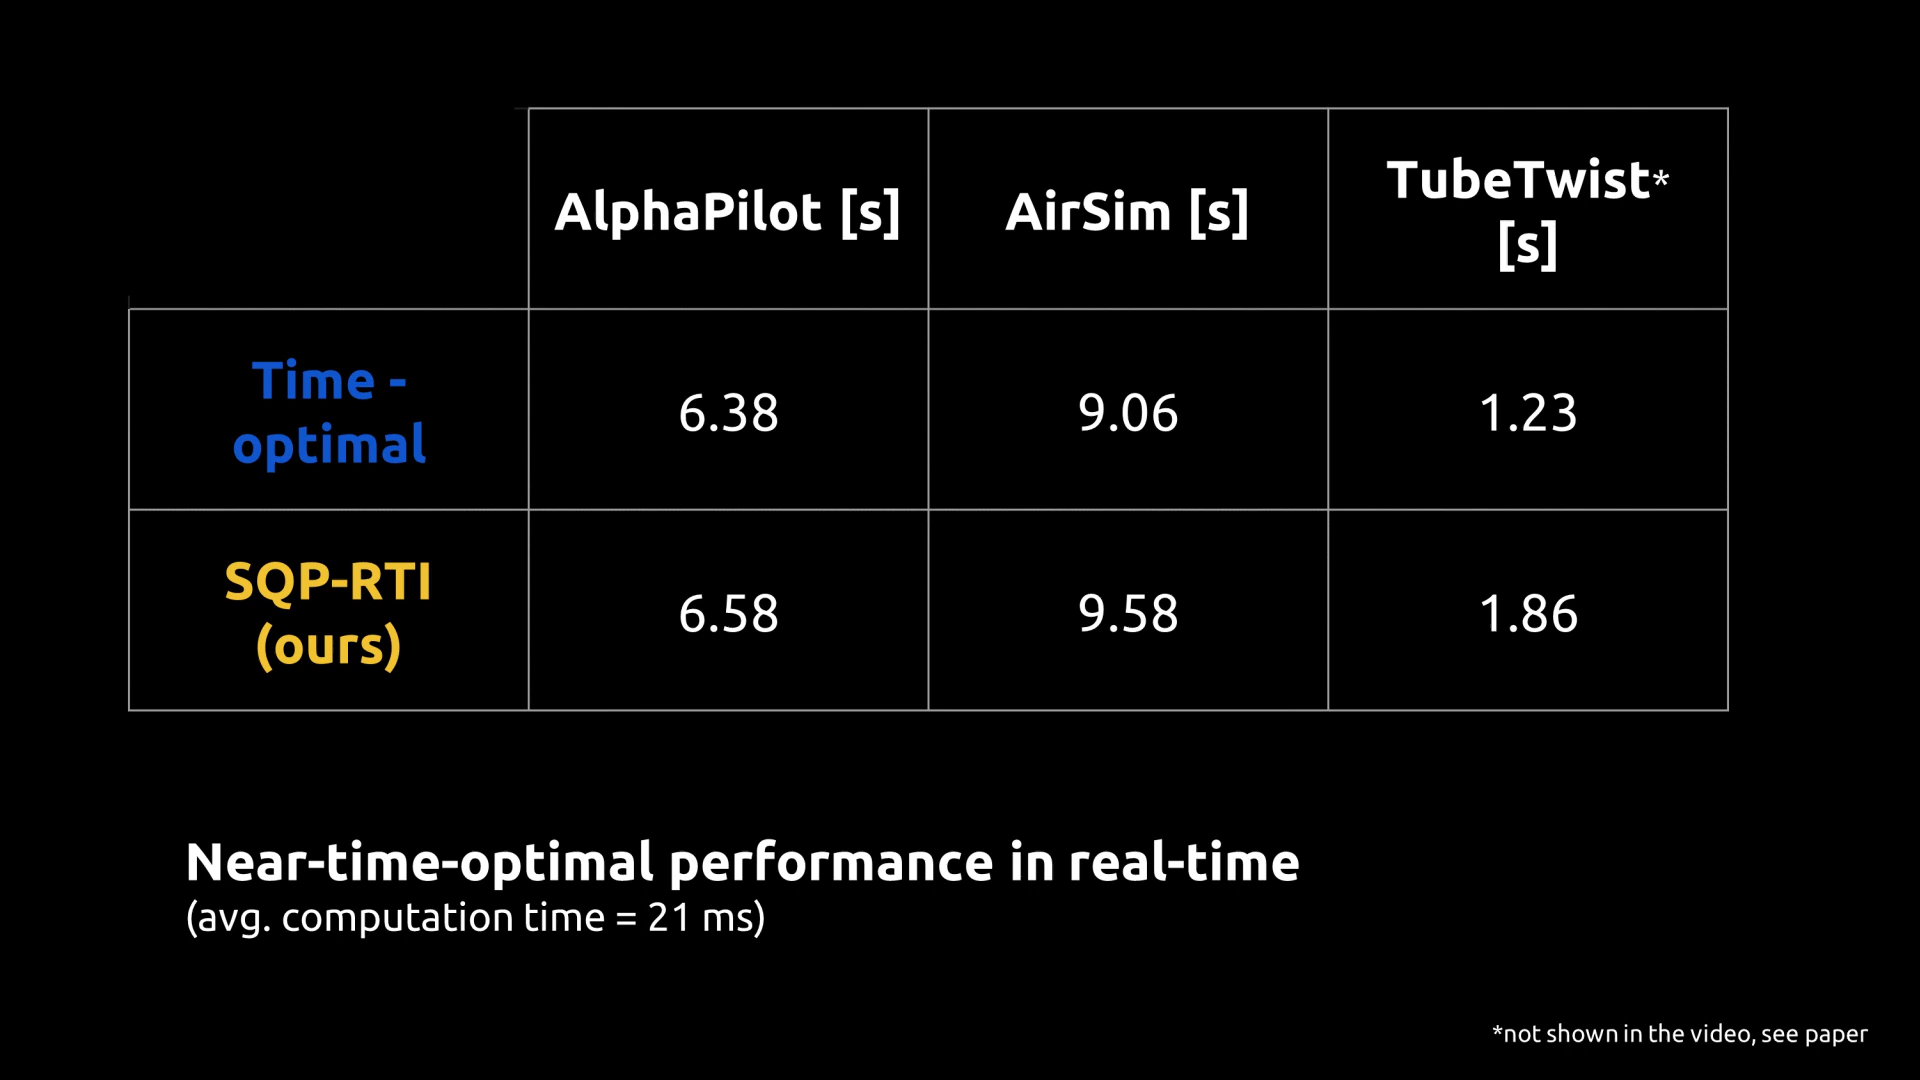 AlphaPilot [s]
AirSim [s]
TubeTwist*
[s]
Time -
optimal
6.38
9.06
1.23
SQP-RTI
(ours)
6.58
9.58
1.86
Near-time-optimal performance in real-time
(avg. computation time = 21 ms)
*not shown in the video, see paper